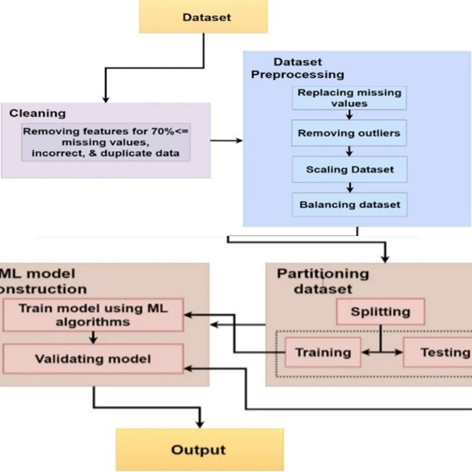 Dataset
Dataset
Preprocessing
Cleaning
Removing features for 70%<=
missing values,
incorrect, & duplicate data
Replacing missing
values
Removing outliers
Scaling Dataset
Balancing dataset
ML model
onstruction
Train model using ML
algorithms
Validating model
Partitioning
dataset
Splitting
Training
Testing
Output